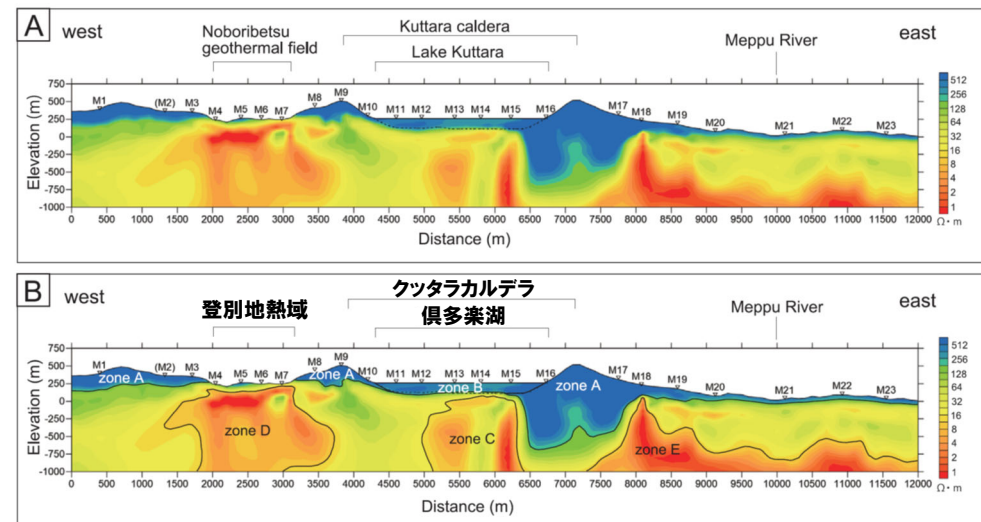 A
west
Noboribetsu
geothermal field
Kuttara caldera
Lake Kuttara
Meppu River
east
Elevation (m)
750
500
250
0
-250
-500
-750
-1000
M1 (M2) M3 M4 M5 M6 M7 M8 M9 M10 M11 M12 M13 M14 M15 M16 M17 M18 M19 M20 M21 M22 M23
0 500 1000 1500 2000 2500 3000 3500 4000 4500 5000 5500 6000 6500 7000 7500 8000 8500 9000 9500 10000 10500 11000 11500 12000
Distance (m)
512
256
128
64
32
16
8
4
2
1
Ω・m
B
west
登別地熱域
クッタラカルデラ
倶多楽湖
Meppu River
east
Elevation (m)
750
500
250
0
-250
-500
-750
-1000
M1 (M2) M3 M4 M5 M6 M7 M8 M9 M10 M11 M12 M13 M14 M15 M16 M17 M18 M19 M20 M21 M22 M23
zone A
zone A
zone B
zone A
zone D
zone C
zone E
0 500 1000 1500 2000 2500 3000 3500 4000 4500 5000 5500 6000 6500 7000 7500 8000 8500 9000 9500 10000 10500 11000 11500 12000
Distance (m)
512
256
128
64
32
16
8
4
2
1
Ω・m